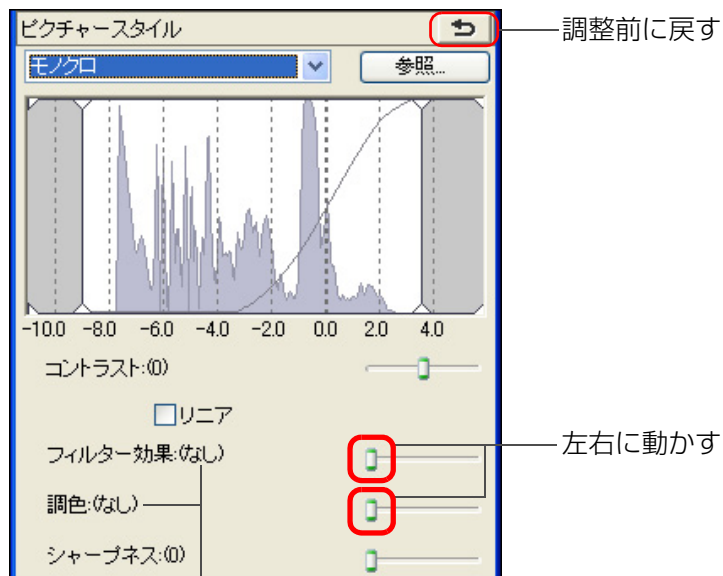 ピクチャースタイル
調整前に戻す
モノクロ
参照...
-10.0 -8.0 -6.0 -4.0 -2.0 0.0 2.0 4.0
コントラスト:(0)
リニア
フィルター効果:(なし)
左右に動かす
調色:(なし)
シャープネス:(0)